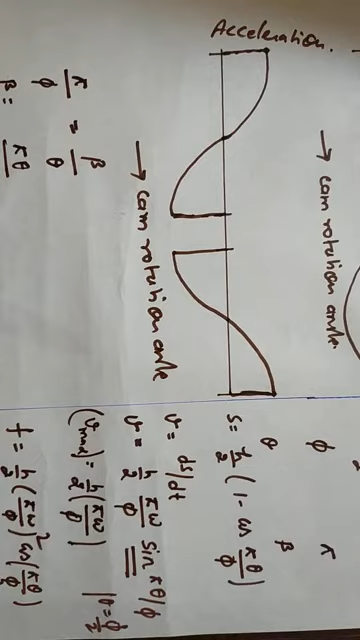 Acceleration.
→ cam rotation angle.
→ cam rotation angle
π/φ = β/θ
β = πθ/
φ π
θ β
s = h/2 (1 - cos πθ/φ)
v = ds/dt
v = h/2 πω/φ sin πθ/φ
(vmax) = h/2 (πω/φ) |θ = φ/2
f = h/2 (πω/φ)² cos (πθ/φ)